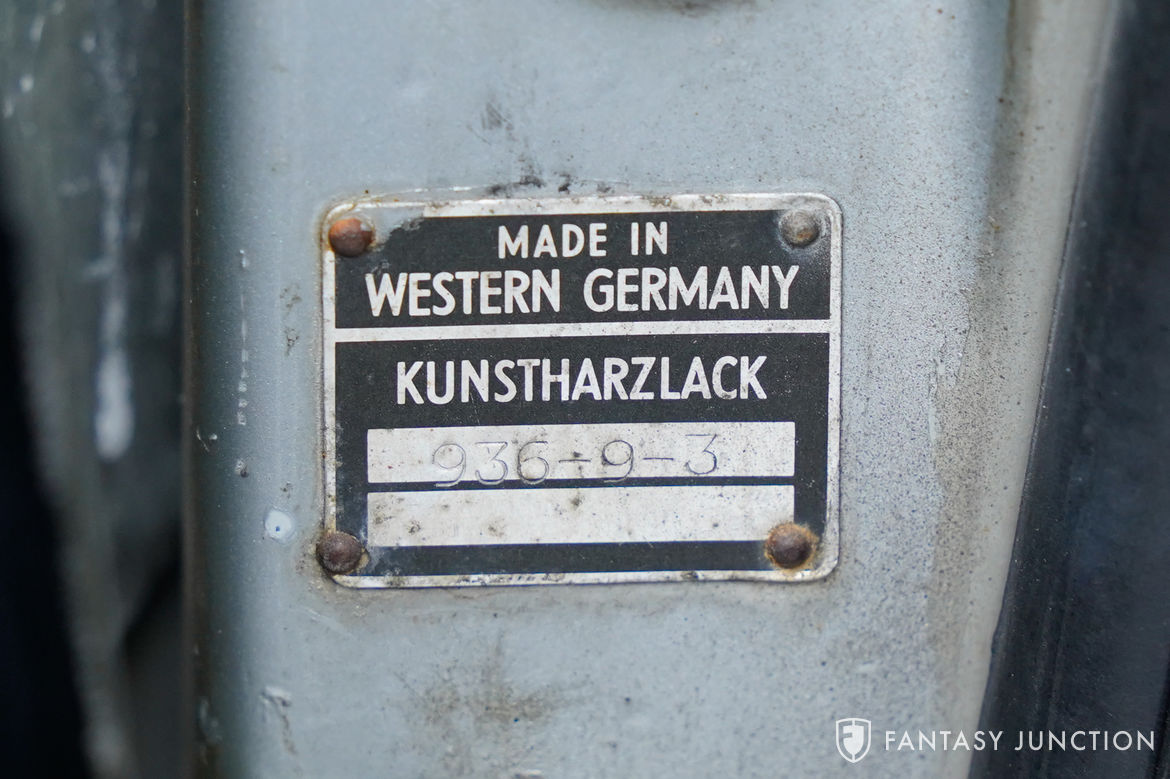 MADE IN
WESTERN GERMANY
KUNSTHARZLACK
936-9-3
FANTASY JUNCTION